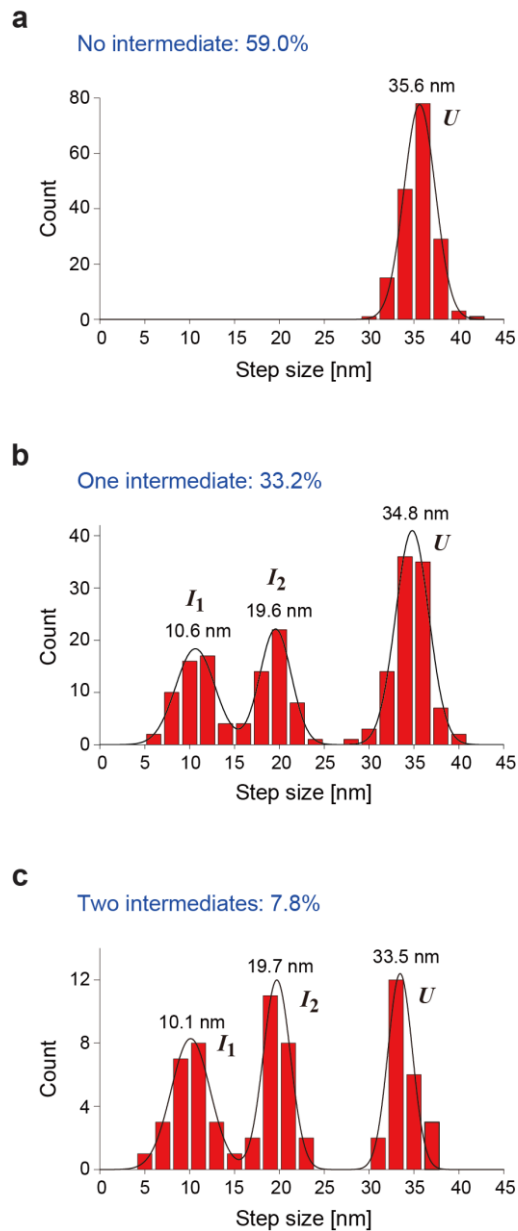 a
No intermediate: 59.0%
35.6 nm
U
80
60
40
20
0
Count
0 5 10 15 20 25 30 35 40 45
Step size [nm]
b
One intermediate: 33.2%
34.8 nm
U
I2
19.6 nm
I1
10.6 nm
40
30
20
10
0
Count
0 5 10 15 20 25 30 35 40 45
Step size [nm]
c
Two intermediates: 7.8%
33.5 nm
U
19.7 nm
I2
10.1 nm
I1
12
9
6
3
0
Count
0 5 10 15 20 25 30 35 40 45
Step size [nm]